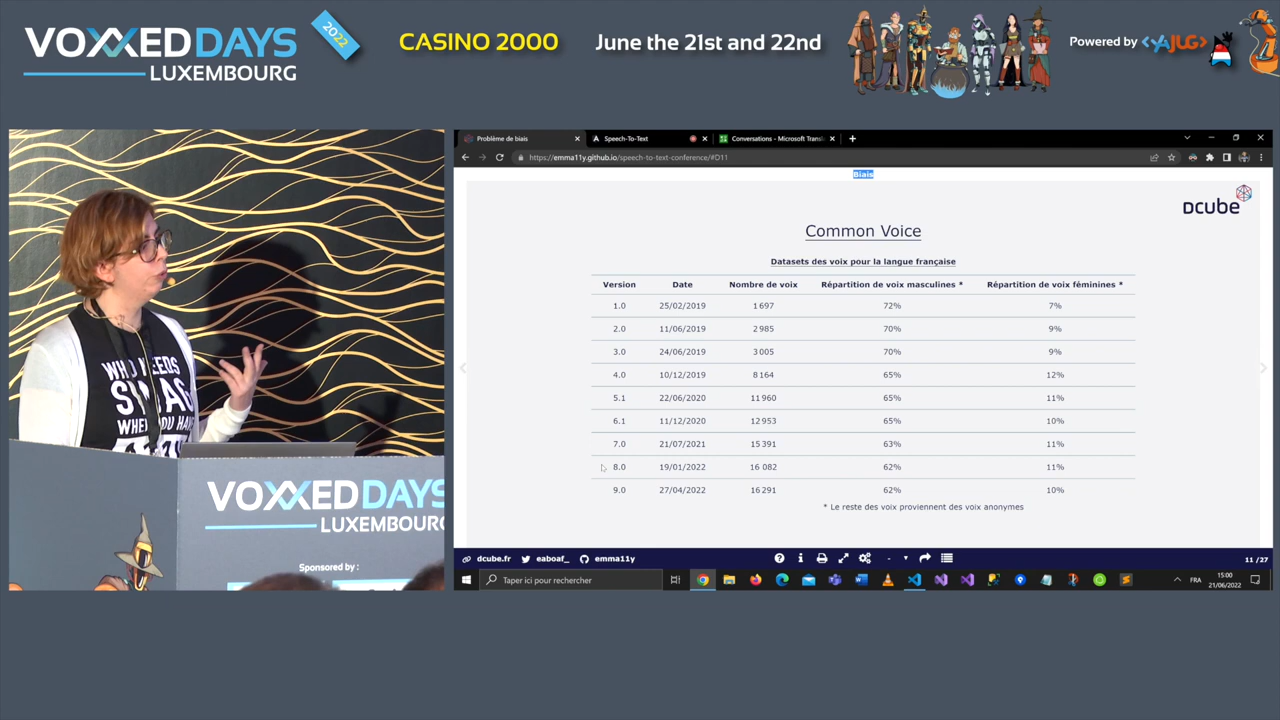 VOXXED DAYS
LUXEMBOURG
2022
CASINO 2000
June the 21st and 22nd
Powered by <YAJUG>
Problème de biais
Speech-To-Text
Conversations - Microsoft Transla
https://emma11y.github.io/speech-to-text-conference/#D11
Biais
DCUBE
Common Voice
Datasets des voix pour la langue française
Version Date Nombre de voix Répartition de voix masculines * Répartition de voix féminines *
1.0 25/02/2019 1 697 72% 7%
2.0 11/06/2019 2 985 70% 9%
3.0 24/06/2019 3 005 70% 9%
4.0 10/12/2019 8 164 65% 12%
5.1 22/06/2020 11 960 65% 11%
6.1 11/12/2020 12 953 65% 10%
7.0 21/07/2021 15 391 63% 11%
8.0 19/01/2022 16 082 62% 11%
9.0 27/04/2022 16 291 62% 10%
* Le reste des voix proviennent des voix anonymes
dcube.fr eaboaf_ emma11y
11 / 27
Taper ici pour rechercher
FRA
15:00
21/06/2022
WHO NEEDS
WHEN YOU HAVE
VOXXED DAYS
LUXEMBOURG
Sponsored by :